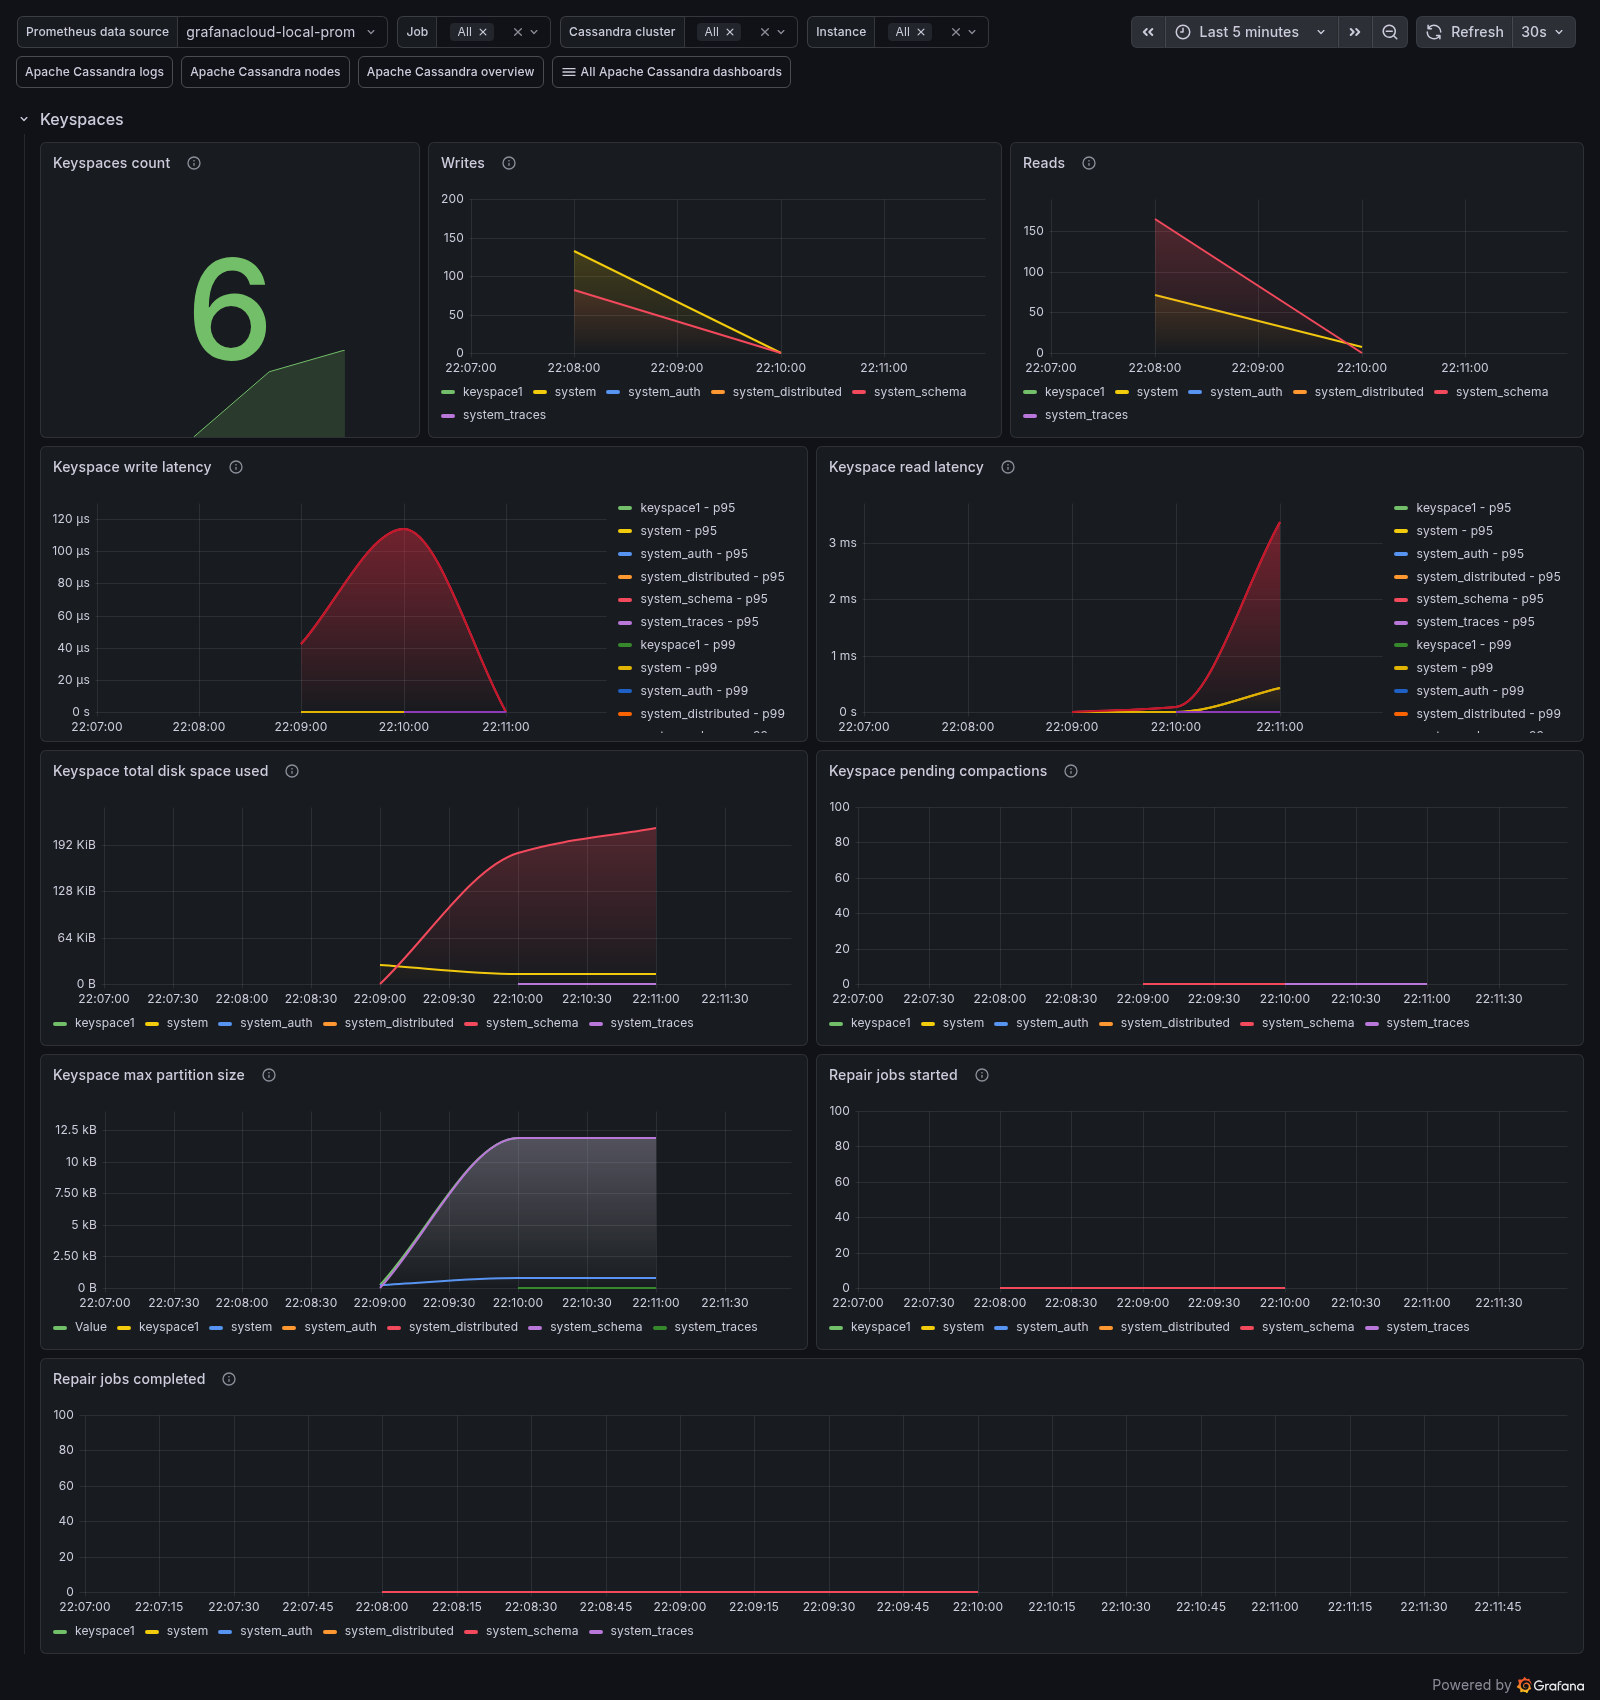 Prometheus data source grafanacloud-local-prom Job All Cassandra cluster All Instance All Last 5 minutes Refresh 30s
Apache Cassandra logs Apache Cassandra nodes Apache Cassandra overview All Apache Cassandra dashboards
Keyspaces
Keyspaces count
6
Writes
200
150
100
50
0
22:07:00 22:08:00 22:09:00 22:10:00 22:11:00
keyspace1 system system_auth system_distributed system_schema
system_traces
Reads
150
100
50
0
22:07:00 22:08:00 22:09:00 22:10:00 22:11:00
keyspace1 system system_auth system_distributed system_schema
system_traces
Keyspace write latency
120 µs
100 µs
80 µs
60 µs
40 µs
20 µs
0 s
22:07:00 22:08:00 22:09:00 22:10:00 22:11:00
keyspace1 - p95
system - p95
system_auth - p95
system_distributed - p95
system_schema - p95
system_traces - p95
keyspace1 - p99
system - p99
system_auth - p99
system_distributed - p99
Keyspace read latency
3 ms
2 ms
1 ms
0 s
22:07:00 22:08:00 22:09:00 22:10:00 22:11:00
keyspace1 - p95
system - p95
system_auth - p95
system_distributed - p95
system_schema - p95
system_traces - p95
keyspace1 - p99
system - p99
system_auth - p99
system_distributed - p99
Keyspace total disk space used
192 KiB
128 KiB
64 KiB
0 B
22:07:00 22:07:30 22:08:00 22:08:30 22:09:00 22:09:30 22:10:00 22:10:30 22:11:00 22:11:30
keyspace1 system system_auth system_distributed system_schema system_traces
Keyspace pending compactions
100
80
60
40
20
0
22:07:00 22:07:30 22:08:00 22:08:30 22:09:00 22:09:30 22:10:00 22:10:30 22:11:00 22:11:30
keyspace1 system system_auth system_distributed system_schema system_traces
Keyspace max partition size
12.5 kB
10 kB
7.50 kB
5 kB
2.50 kB
0 B
22:07:00 22:07:30 22:08:00 22:08:30 22:09:00 22:09:30 22:10:00 22:10:30 22:11:00 22:11:30
Value keyspace1 system system_auth system_distributed system_schema system_traces
Repair jobs started
100
80
60
40
20
0
22:07:00 22:07:30 22:08:00 22:08:30 22:09:00 22:09:30 22:10:00 22:10:30 22:11:00 22:11:30
keyspace1 system system_auth system_distributed system_schema system_traces
Repair jobs completed
100
80
60
40
20
0
22:07:00 22:07:15 22:07:30 22:07:45 22:08:00 22:08:15 22:08:30 22:08:45 22:09:00 22:09:15 22:09:30 22:09:45 22:10:00 22:10:15 22:10:30 22:10:45 22:11:00 22:11:15 22:11:30 22:11:45
keyspace1 system system_auth system_distributed system_schema system_traces
Powered by Grafana